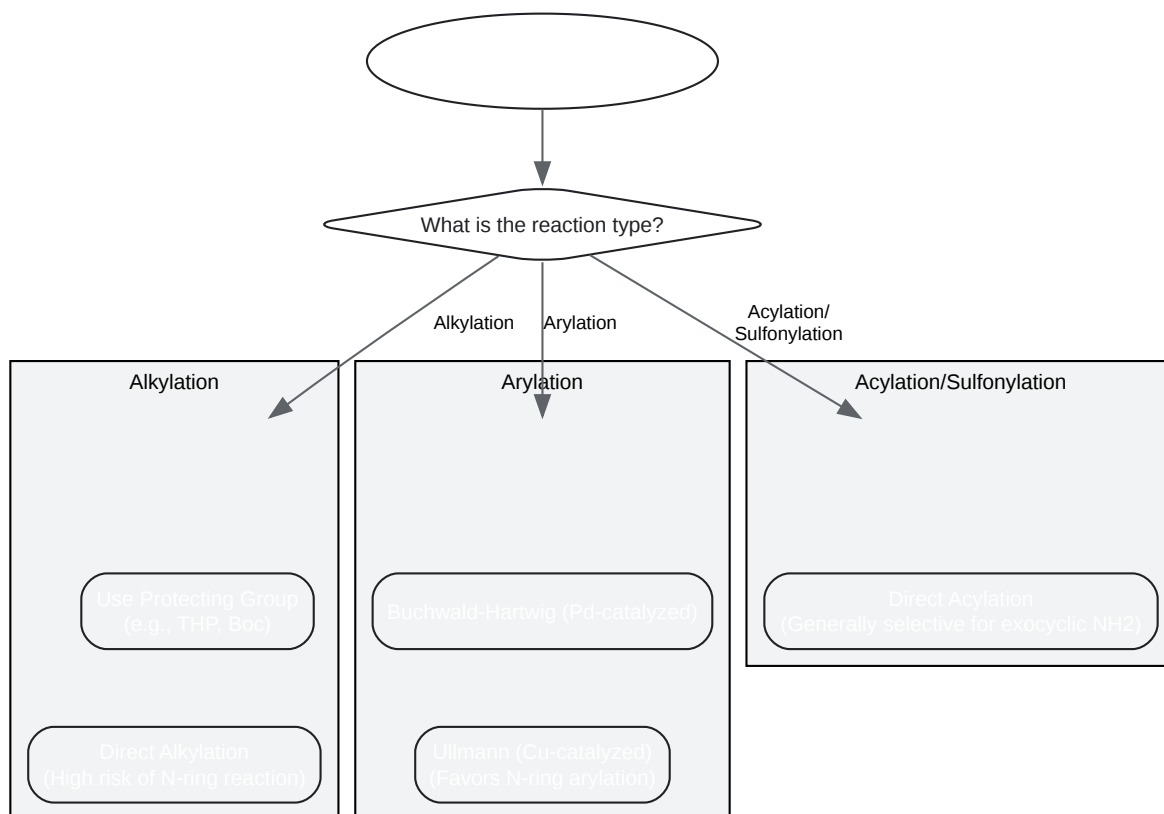 What is the reaction type?
Alkylation
Arylation
Acylation/
Sulfonylation
Alkylation
Arylation
Acylation/Sulfonylation
Use Protecting Group
(e.g., THP, Boc)
Buchwald-Hartwig (Pd-catalyzed)
Direct Acylation
(Generally selective for exocyclic NH2)
Direct Alkylation
(High risk of N-ring reaction)
Ullmann (Cu-catalyzed)
(Favors N-ring arylation)